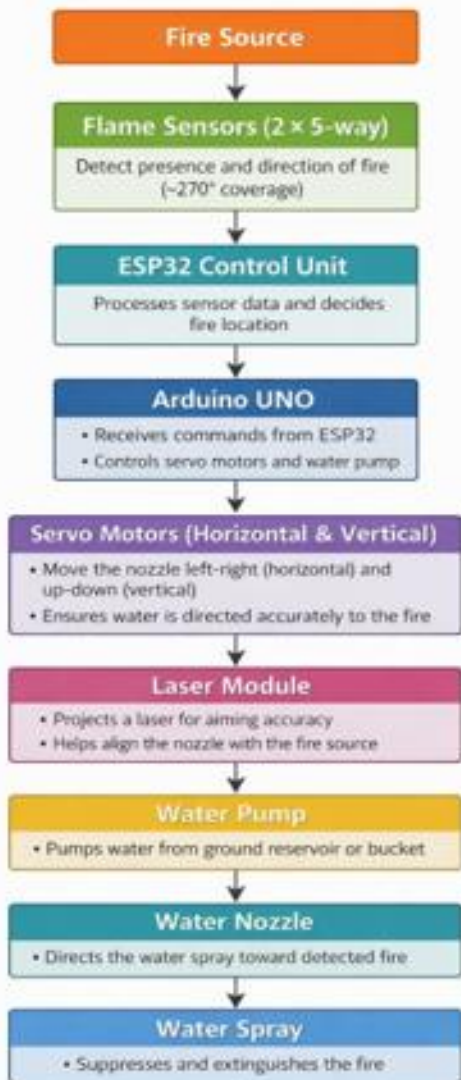 Fire Source
Flame Sensors (2 × 5-way)
Detect presence and direction of fire
(~270° coverage)
ESP32 Control Unit
Processes sensor data and decides
fire location
Arduino UNO
• Receives commands from ESP32
• Controls servo motors and water pump
Servo Motors (Horizontal & Vertical)
• Move the nozzle left-right (horizontal) and
up-down (vertical)
• Ensures water is directed accurately to the fire
Laser Module
• Projects a laser for aiming accuracy
• Helps align the nozzle with the fire source
Water Pump
• Pumps water from ground reservoir or bucket
Water Nozzle
• Directs the water spray toward detected fire
Water Spray
• Suppresses and extinguishes the fire